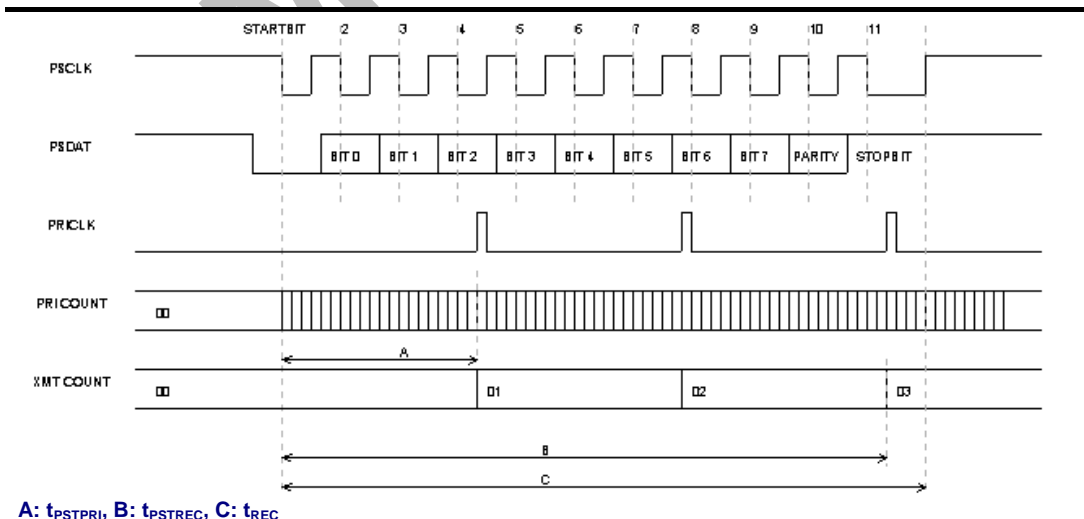 STARTBIT 2 3 4 5 6 7 8 9 10 11
PSCLK
PSDAT BIT 0 BIT 1 BIT 2 BIT 3 BIT 4 BIT 5 BIT 6 BIT 7 PARITY STOPBIT
PRICLK
PRICOUNT 00
A
XMTCOUNT 00 01 02 03
B
C
A: tPSTPRI, B: tPSTREC, C: tREC